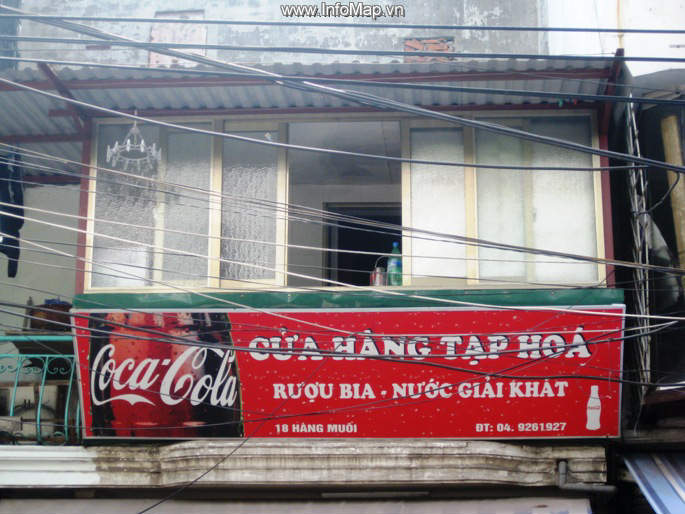 www.InfoMap.vn
Coca-Cola
CỬA HÀNG TẠP HOÁ
RƯỢU BIA - NƯỚC GIẢI KHÁT
18 HÀNG MUỐI
ĐT: 04. 9261927